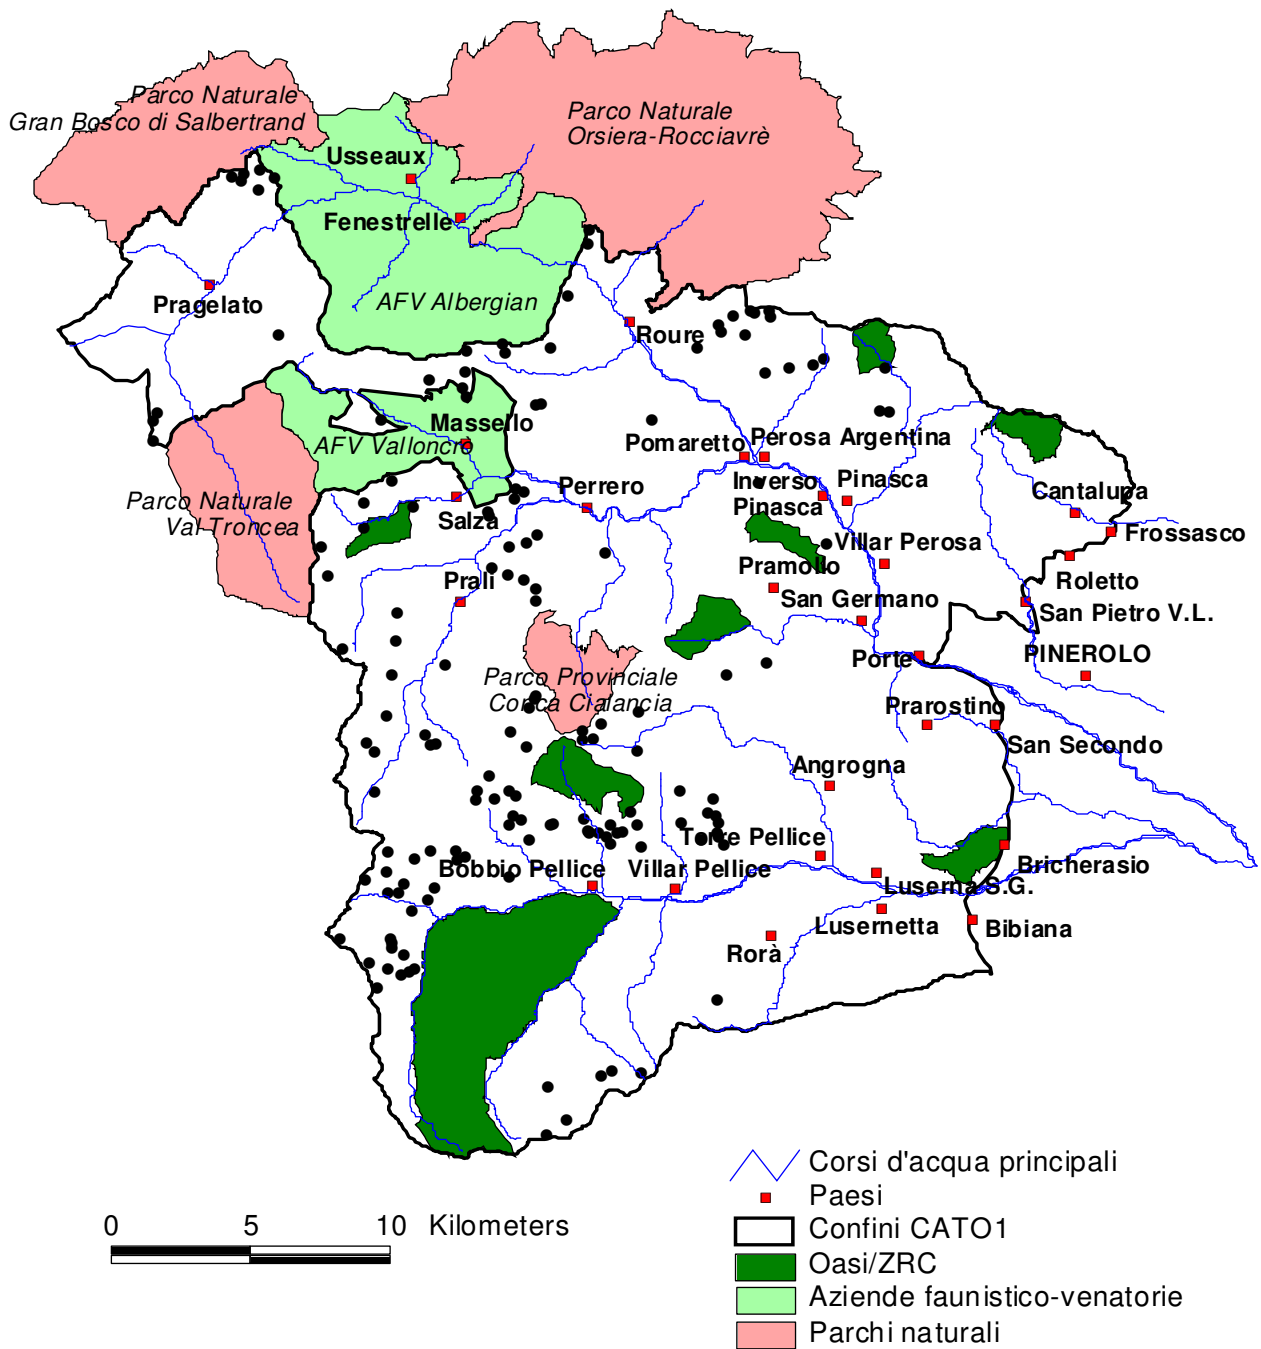 Parco Naturale
Gran Bosco di Salbertrand
Parco Naturale
Orsiera-Rocciavrè
Usseaux
Fenestrelle
AFV Albergian
Pragelato
Roure
Massello
AFV Valloncrò
Pomaretto
Perosa Argentina
Inverso
Pinasca
Pinasca
Perrero
Cantalupa
Parco Naturale
Val Troncea
Salza
Frossasco
Villar Perosa
Pramollo
Roletto
Prali
San Germano
San Pietro V.L.
Porte
PINEROLO
Parco Provinciale
Conca Cialancia
Prarostino
San Secondo
Angrogna
Torre Pellice
Bobbio Pellice
Villar Pellice
Bricherasio
Luserna S.G.
Lusernetta
Bibiana
Rorà
Corsi d'acqua principali
Paesi
Confini CATO1
Oasi/ZRC
Aziende faunistico-venatorie
Parchi naturali
0 5 10 Kilometers